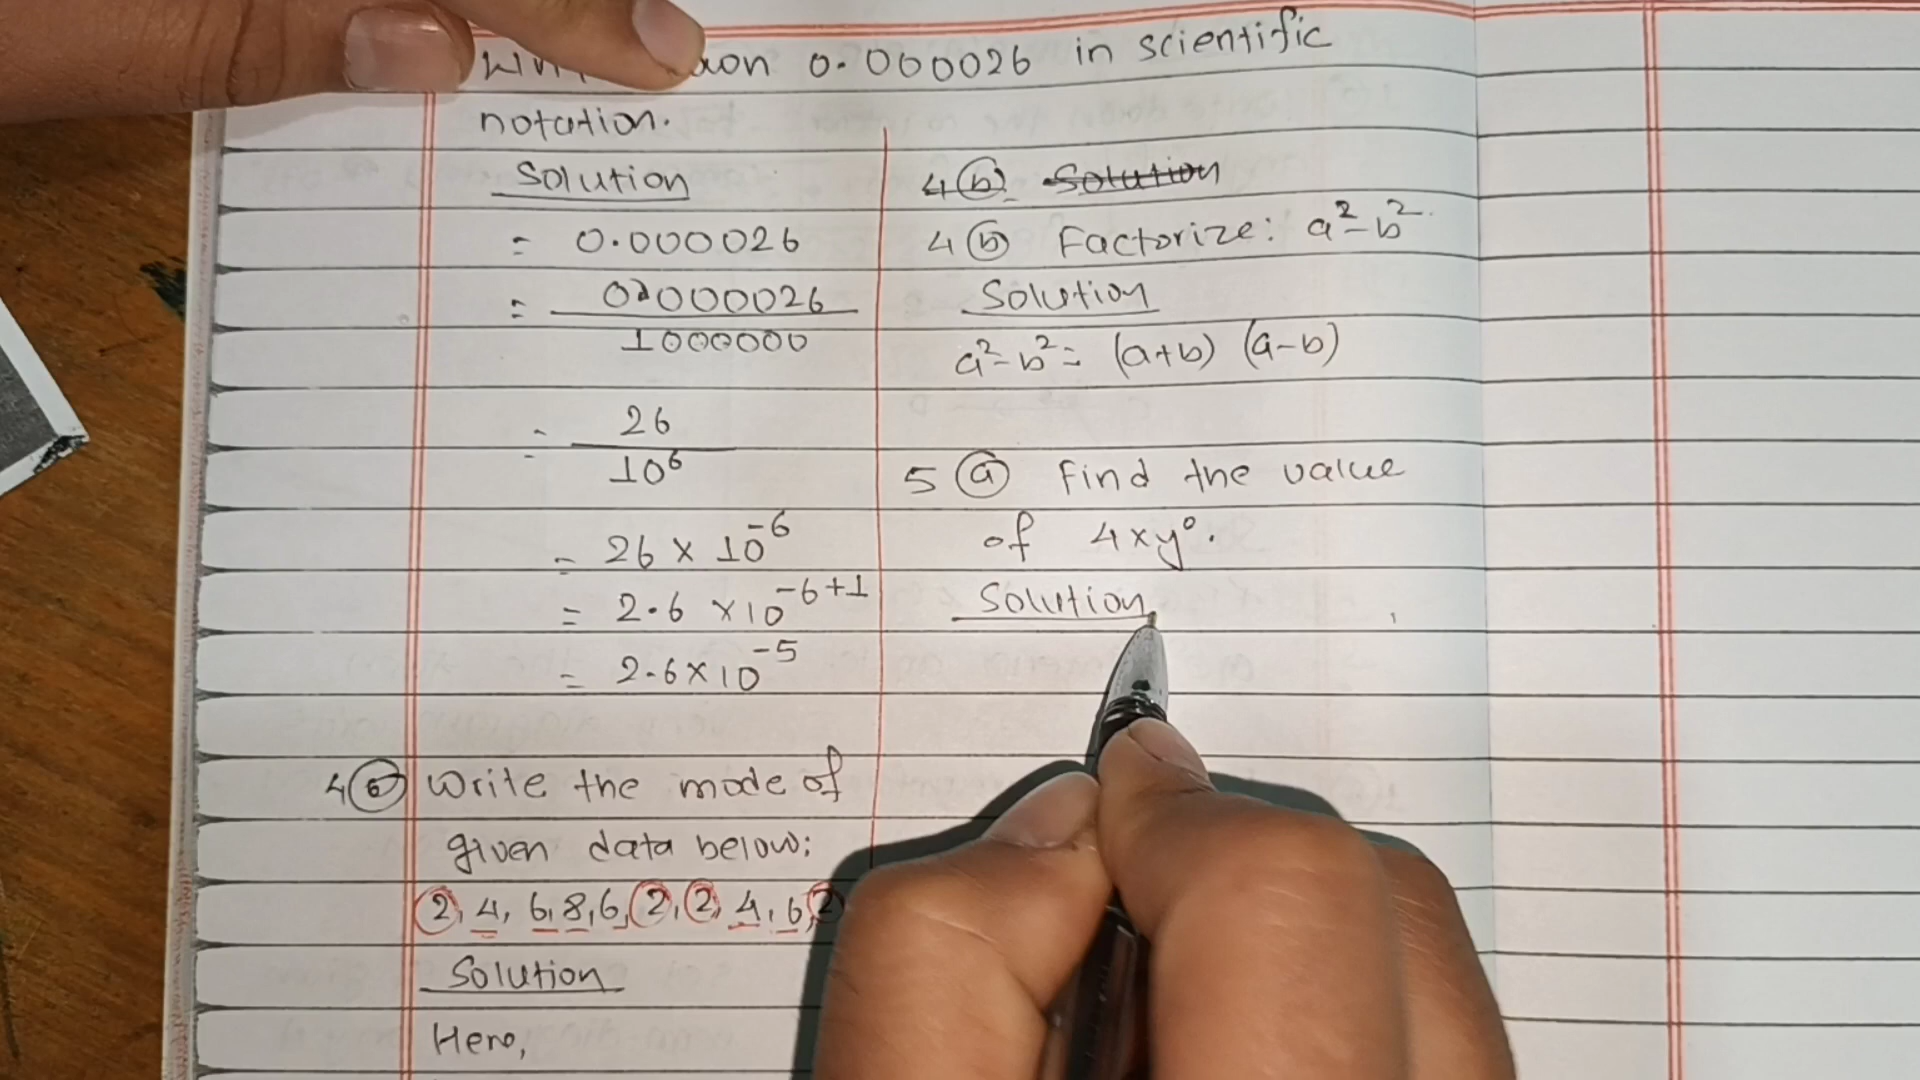 0.000026 in scientific
notation.
Solution
= 0.000026
= 0.000026
1000000
= 26
10⁶
= 26 × 10⁻⁶
= 2.6 × 10⁻⁶⁺¹
= 2.6 × 10⁻⁵
4 Write the mode of
given data below:
2, 4, 6, 8, 6, 2, 2, 4, 6, 2
Solution
Here,
4 (b) Solution
4 (b) Factorize: a² - b².
Solution
a² - b² = (a+b) (a-b)
5 (a) Find the value
of 4xy⁰.
Solution